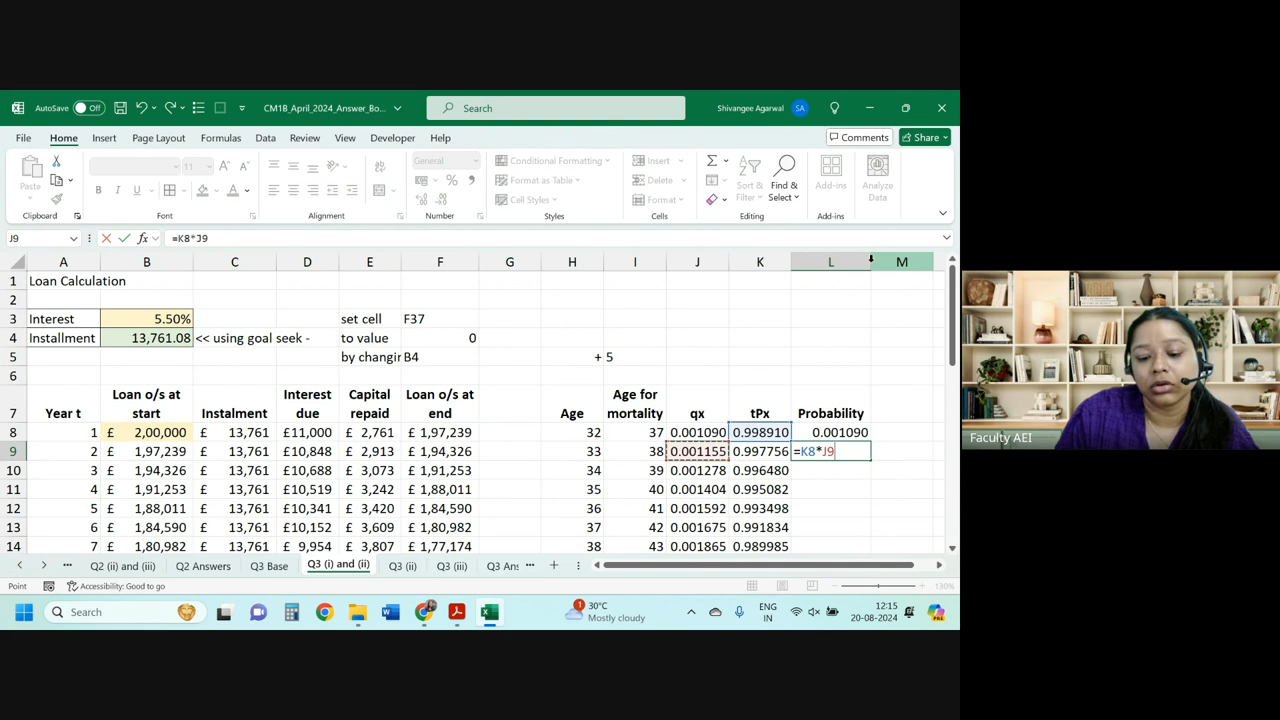 AutoSave Off CM1B_April_2024_Answer_Bo... Search Shivangee Agarwal SA
File Home Insert Page Layout Formulas Data Review View Developer Help Comments Share
Paste 11 General Conditional Formatting Insert Sort & Find & Add-ins Analyze
B I U % Format as Table Delete Filter Select Data
Cell Styles Format
Clipboard Font Alignment Number Styles Cells Editing Add-ins
J9 fx =K8*J9
A B C D E F G H I J K L M
1 Loan Calculation
2
3 Interest 5.50% set cell F37
4 Installment 13,761.08 << using goal seek - to value 0
5 by changir B4 + 5
6
Loan o/s at Interest Capital Loan o/s at Age for
7 Year t start Instalment due repaid end Age mortality qx tPx Probability
8 1 £ 2,00,000 £ 13,761 £11,000 £ 2,761 £ 1,97,239 32 37 0.001090 0.998910 0.001090
9 2 £ 1,97,239 £ 13,761 £10,848 £ 2,913 £ 1,94,326 33 38 0.001155 0.997756 =K8*J9
10 3 £ 1,94,326 £ 13,761 £10,688 £ 3,073 £ 1,91,253 34 39 0.001278 0.996480
11 4 £ 1,91,253 £ 13,761 £10,519 £ 3,242 £ 1,88,011 35 40 0.001404 0.995082
12 5 £ 1,88,011 £ 13,761 £10,341 £ 3,420 £ 1,84,590 36 41 0.001592 0.993498
13 6 £ 1,84,590 £ 13,761 £10,152 £ 3,609 £ 1,80,982 37 42 0.001675 0.991834
14 7 £ 1,80,982 £ 13,761 £ 9,954 £ 3,807 £ 1,77,174 38 43 0.001865 0.989985
Q2 (ii) and (iii) Q2 Answers Q3 Base Q3 (i) and (ii) Q3 (ii) Q3 (iii) Q3 Ans
Point Accessibility: Good to go 130%
Search 1 30°C Mostly cloudy ENG IN 12:15 20-08-2024
Faculty AEI